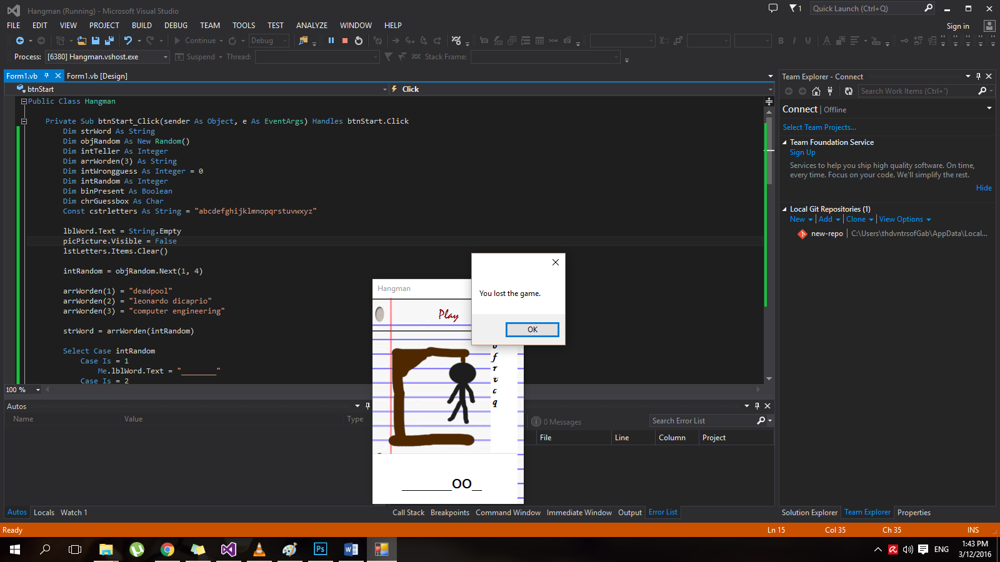 Hangman (Running) - Microsoft Visual Studio
1
Quick Launch (Ctrl+Q)
FILE EDIT VIEW PROJECT BUILD DEBUG TEAM TOOLS TEST ANALYZE WINDOW HELP
Sign in
Continue Debug
Process: [6380] Hangman.vshost.exe Suspend Thread: Stack Frame:
Form1.vb Form1.vb [Design]
btnStart Click
Public Class Hangman
Private Sub btnStart_Click(sender As Object, e As EventArgs) Handles btnStart.Click
Dim strWord As String
Dim objRandom As New Random()
Dim intTeller As Integer
Dim arrWorden(3) As String
Dim intWrongguess As Integer = 0
Dim intRandom As Integer
Dim binPresent As Boolean
Dim chrGuessbox As Char
Const cstrletters As String = "abcdefghijklmnopqrstuvwxyz"
lblWord.Text = String.Empty
picPicture.Visible = False
lstLetters.Items.Clear()
intRandom = objRandom.Next(1, 4)
arrWorden(1) = "deadpool"
arrWorden(2) = "leonardo dicaprio"
arrWorden(3) = "computer engineering"
strWord = arrWorden(intRandom)
Select Case intRandom
Case Is = 1
Me.lblWord.Text = "________"
Case Is = 2
100 %
Team Explorer - Connect
Search Work Items (Ctrl+')
Connect | Offline
Select Team Projects...
Team Foundation Service
Sign Up
Services to help you ship high quality software. On time,
every time. Focus on your code. We'll simplify the rest.
Hide
Local Git Repositories (1)
New | Add | Clone | View Options
new-repo | C:\Users\thdvntrsofGab\AppData\Local...
You lost the game.
OK
Hangman
Play
f
r
v
c
q
_____OO_
Autos
Name Value Type
0 Messages
Search Error List
File Line Column Project
Autos Locals Watch 1
Call Stack Breakpoints Command Window Immediate Window Output Error List
Solution Explorer Team Explorer Properties
Ready
Ln 15 Col 35 Ch 35 INS
Ps
ENG
1:43 PM
3/12/2016